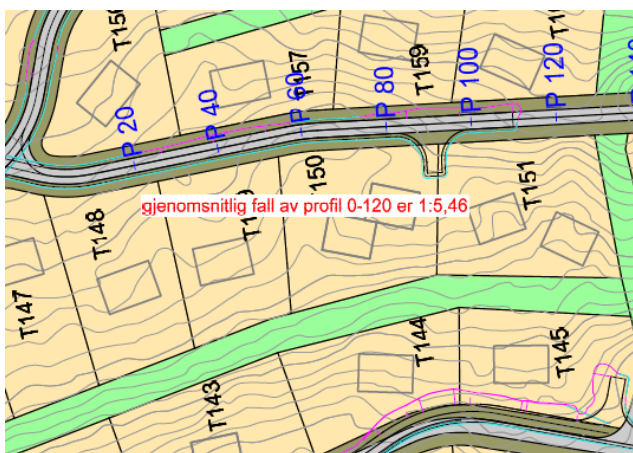 T156
T157
T159
P 20
P 40
P 60
P 80
P 100
P 120
T148
150
T151
gjenomsnitlig fall av profil 0-120 er 1:5,46
T147
T144
T145
T143